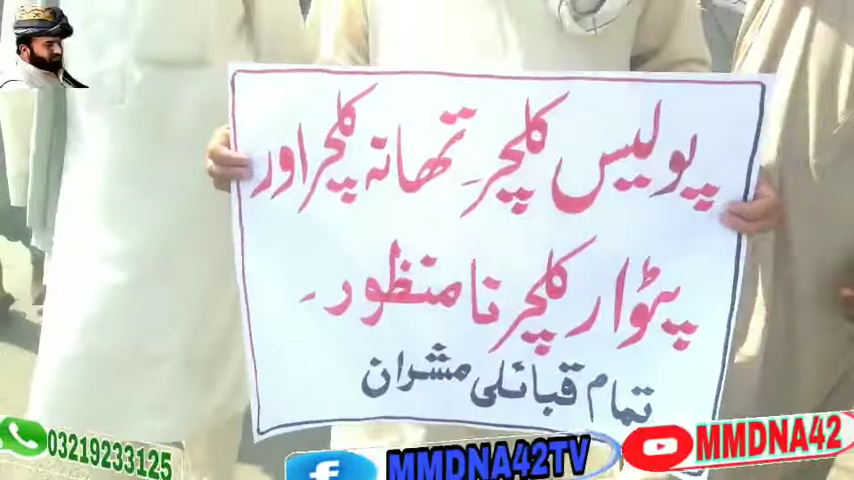 پولیس کلچرِ تھانہ کلچر اور
پٹوار کلچر نامنظور۔
تمام قبائلی مشران
03219233125
MMDNA42TV
MMDNA42